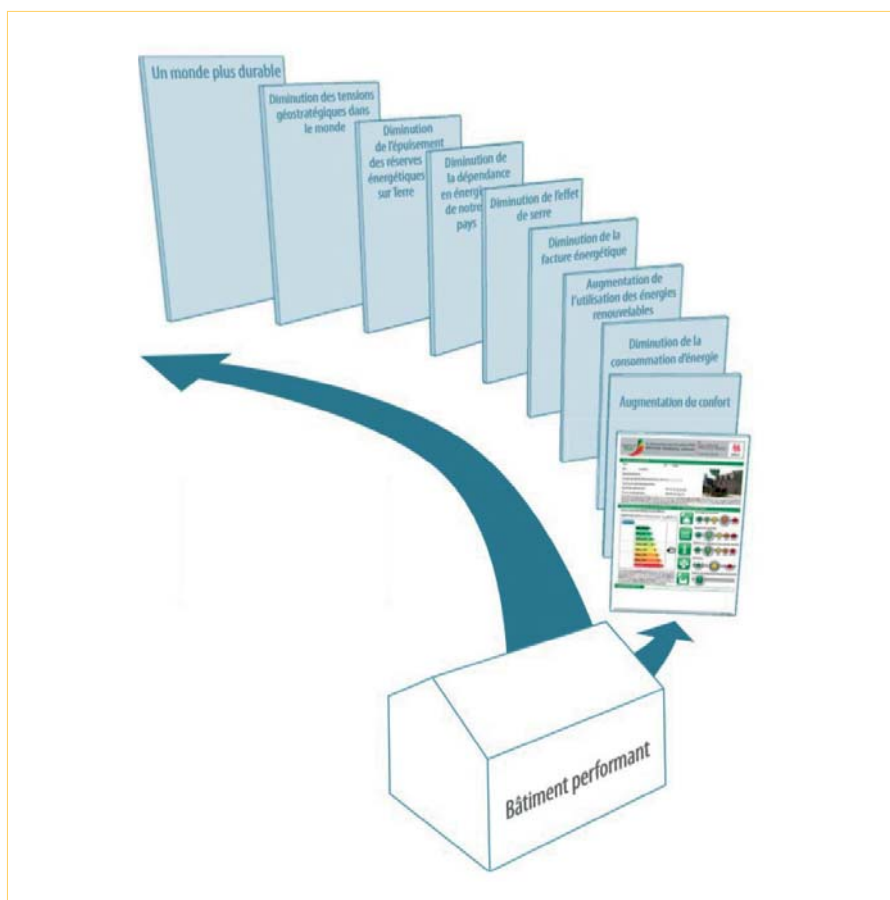 Un monde plus durable
Diminution des tensions
géostratégiques dans
le monde
Diminution
de l'épuisement
des réserves
énergétiques
sur Terre
Diminution de
la dépendance
en énergie
de notre
pays
Diminution de l'effet
de serre
Diminution de la
facture énergétique
Augmentation de
l'utilisation des énergies
renouvelables
Diminution de la
consommation d'énergie
Augmentation du confort
Bâtiment performant